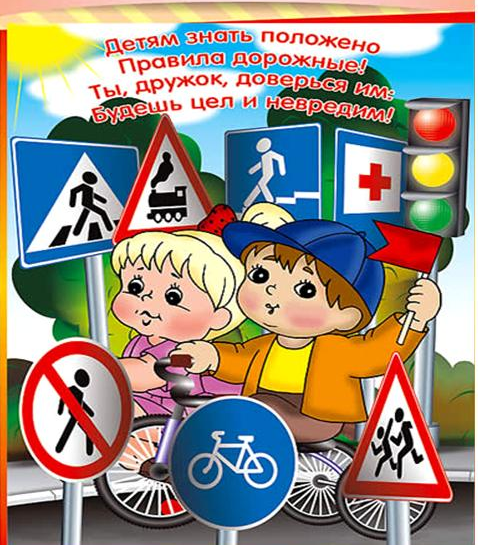 Детям знать положено
Правила дорожные!
Ты, дружок, доверься им:
Будешь цел и невредим!